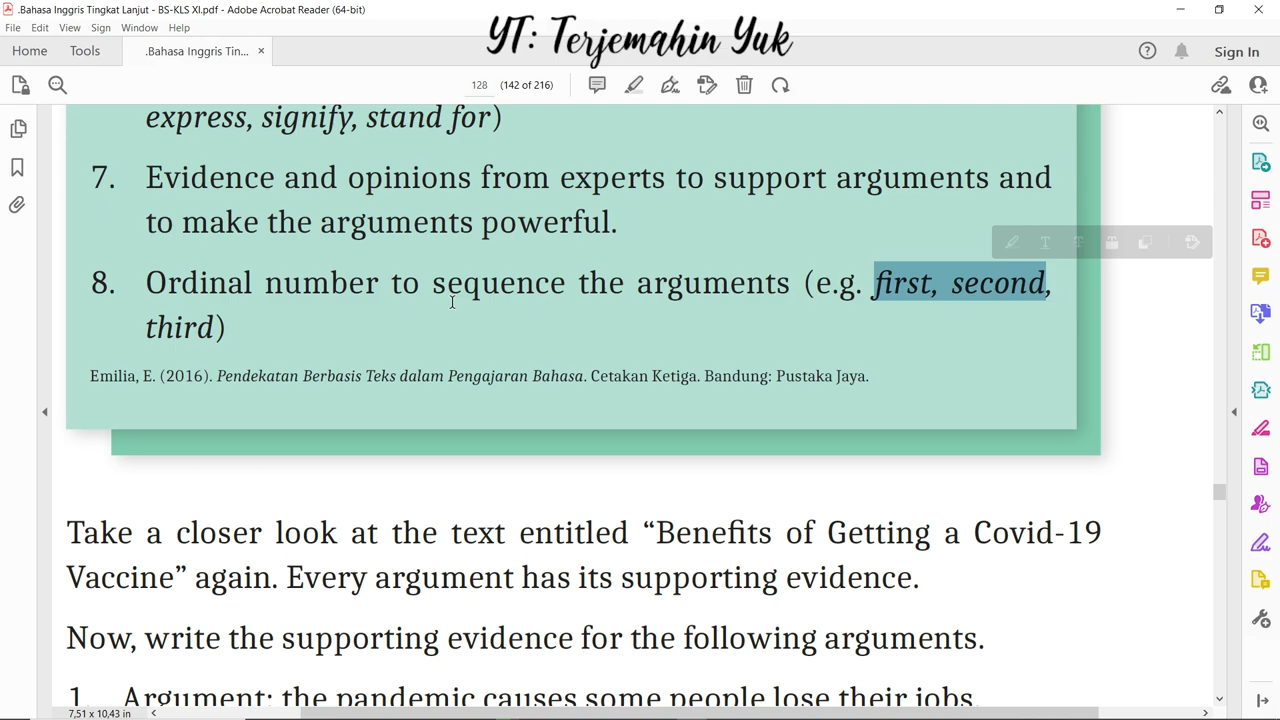 .Bahasa Inggris Tingkat Lanjut - BS-KLS XI.pdf - Adobe Acrobat Reader (64-bit)
YT: Terjemahin Yuk
File Edit View Sign Window Help
Home Tools .Bahasa Inggris Tin... × Sign In
128 (142 of 216)
express, signify, stand for)
7. Evidence and opinions from experts to support arguments and
to make the arguments powerful.
8. Ordinal number to sequence the arguments (e.g. first, second,
third)
Emilia, E. (2016). Pendekatan Berbasis Teks dalam Pengajaran Bahasa. Cetakan Ketiga. Bandung: Pustaka Jaya.
Take a closer look at the text entitled “Benefits of Getting a Covid-19
Vaccine” again. Every argument has its supporting evidence.
Now, write the supporting evidence for the following arguments.
1. Argument: the pandemic causes some people lose their jobs.
7,51 x 10,43 in